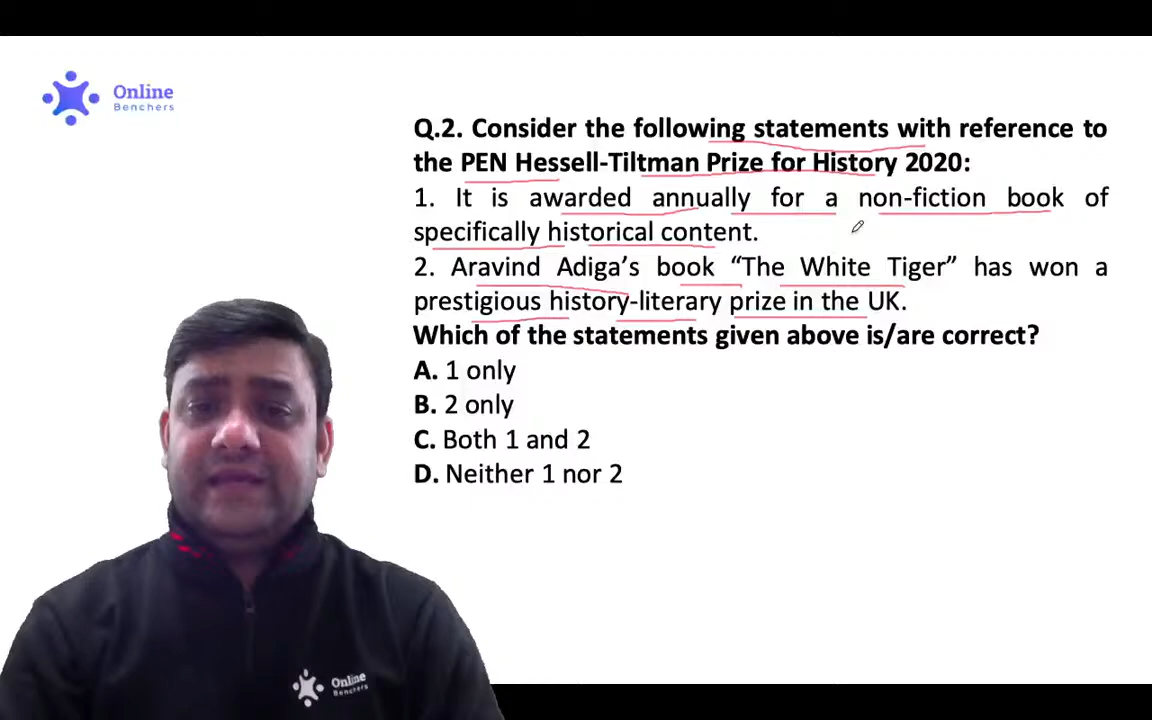 Online
Benchers
Q.2. Consider the following statements with reference to
the PEN Hessell-Tiltman Prize for History 2020:
1. It is awarded annually for a non-fiction book of
specifically historical content.
2. Aravind Adiga’s book “The White Tiger” has won a
prestigious history-literary prize in the UK.
Which of the statements given above is/are correct?
A. 1 only
B. 2 only
C. Both 1 and 2
D. Neither 1 nor 2
Online
Benchers